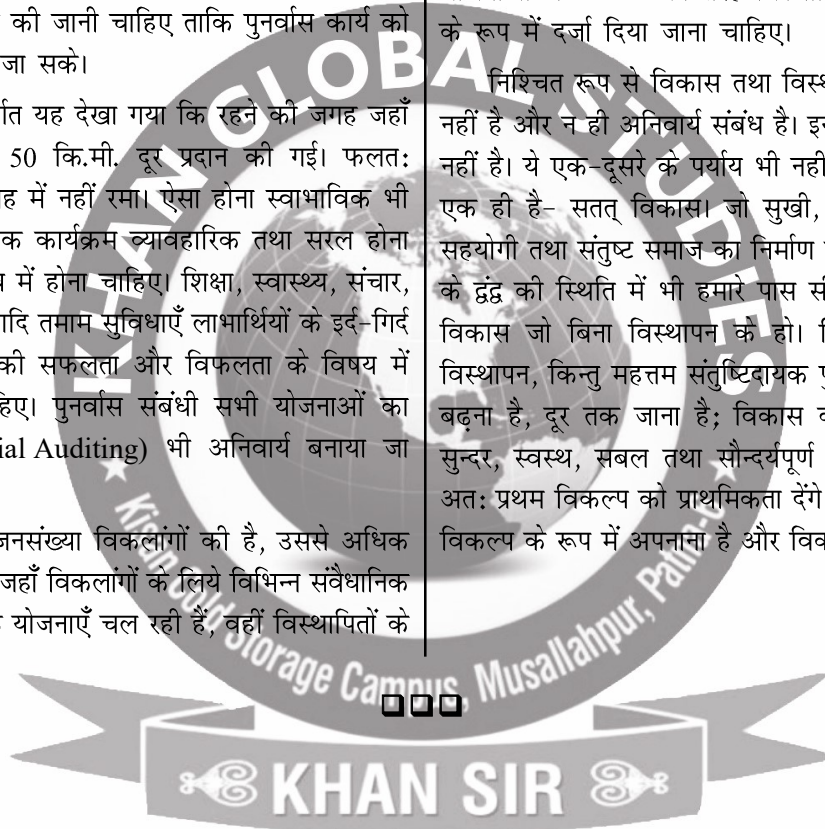 की जानी चाहिए ताकि पुनर्वास कार्य को
जा सके।
यह देखा गया कि रहने की जगह जहाँ
50 कि.मी. दूर प्रदान की गई। फलत:
में नहीं रमा। ऐसा होना स्वाभाविक भी
कार्यक्रम व्यावहारिक तथा सरल होना
में होना चाहिए। शिक्षा, स्वास्थ्य, संचार,
तमाम सुविधाएँ लाभार्थियों के इर्द-गिर्द
की सफलता और विफलता के विषय में
पुनर्वास संबंधी सभी योजनाओं का
ial Auditing) भी अनिवार्य बनाया जा
जनसंख्या विकलांगों की है, उससे अधिक
जहाँ विकलांगों के लिये विभिन्न संवैधानिक
योजनाएँ चल रही हैं, वहीं विस्थापितों के
के रूप में दर्जा दिया जाना चाहिए।
निश्चित रूप से विकास तथा विस्थ
नहीं है और न ही अनिवार्य संबंध है।
नहीं है। ये एक-दूसरे के पर्याय भी नहीं
एक ही है- सतत् विकास। जो सुखी,
सहयोगी तथा संतुष्ट समाज का निर्माण
के द्वंद्व की स्थिति में भी हमारे पास
विकास जो बिना विस्थापन के हो।
विस्थापन, किन्तु महत्तम संतुष्टिदायक
बढ़ना है, दूर तक जाना है; विकास
सुन्दर, स्वस्थ, सबल तथा सौन्दर्यपूर्ण
अत: प्रथम विकल्प को प्राथमिकता देंगे
विकल्प के रूप में अपनाना है और
KHAN GLOBAL STUDIES
Kisan Cold Storage Campus, Musallahpur, Patna-6
KHAN SIR